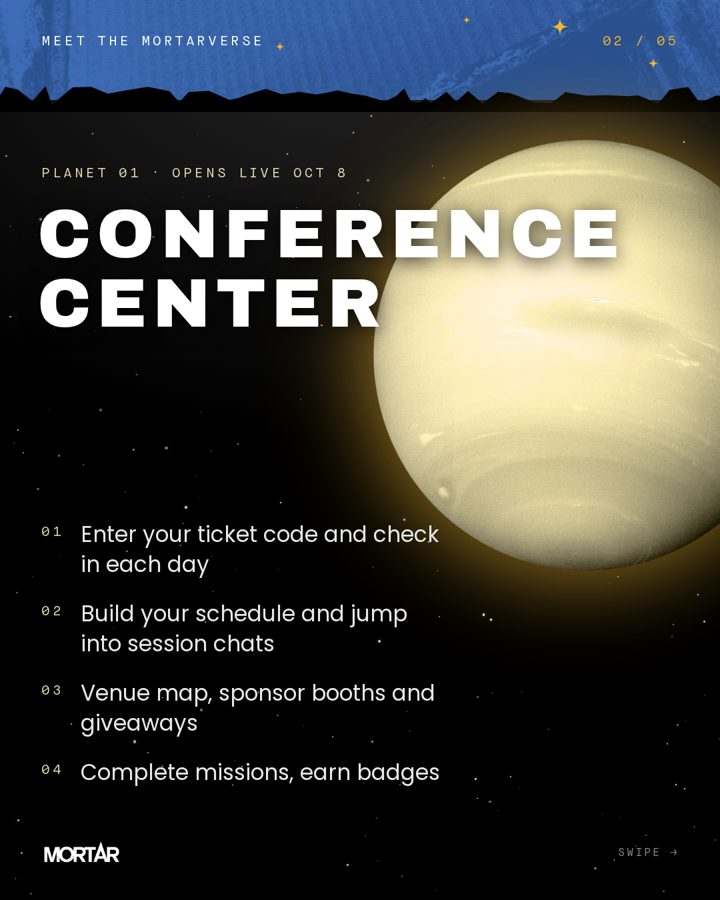 MEET THE MORTARVERSE
02 / 05
PLANET 01 · OPENS LIVE OCT 8
CONFERENCE
CENTER
01 Enter your ticket code and check
in each day
02 Build your schedule and jump
into session chats
03 Venue map, sponsor booths and
giveaways
04 Complete missions, earn badges
MORTAR
SWIPE →